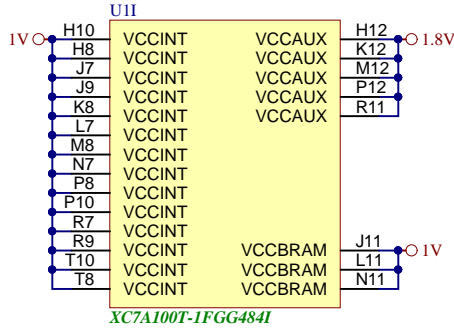 U1I
1V H10 VCCINT VCCAUX H12 1.8V
H8 VCCINT VCCAUX K12
J7 VCCINT VCCAUX M12
J9 VCCINT VCCAUX P12
K8 VCCINT VCCAUX R11
L7 VCCINT
M8 VCCINT
N7 VCCINT
P8 VCCINT
P10 VCCINT
R7 VCCINT
R9 VCCINT VCCBRAM J11 1V
T10 VCCINT VCCBRAM L11
T8 VCCINT VCCBRAM N11
XC7A100T-1FGG484I